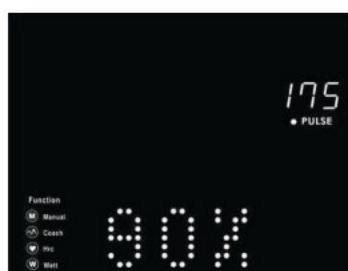 175
• PULSE
Function
M Manual
Coach
Hrc
W Watt
90%